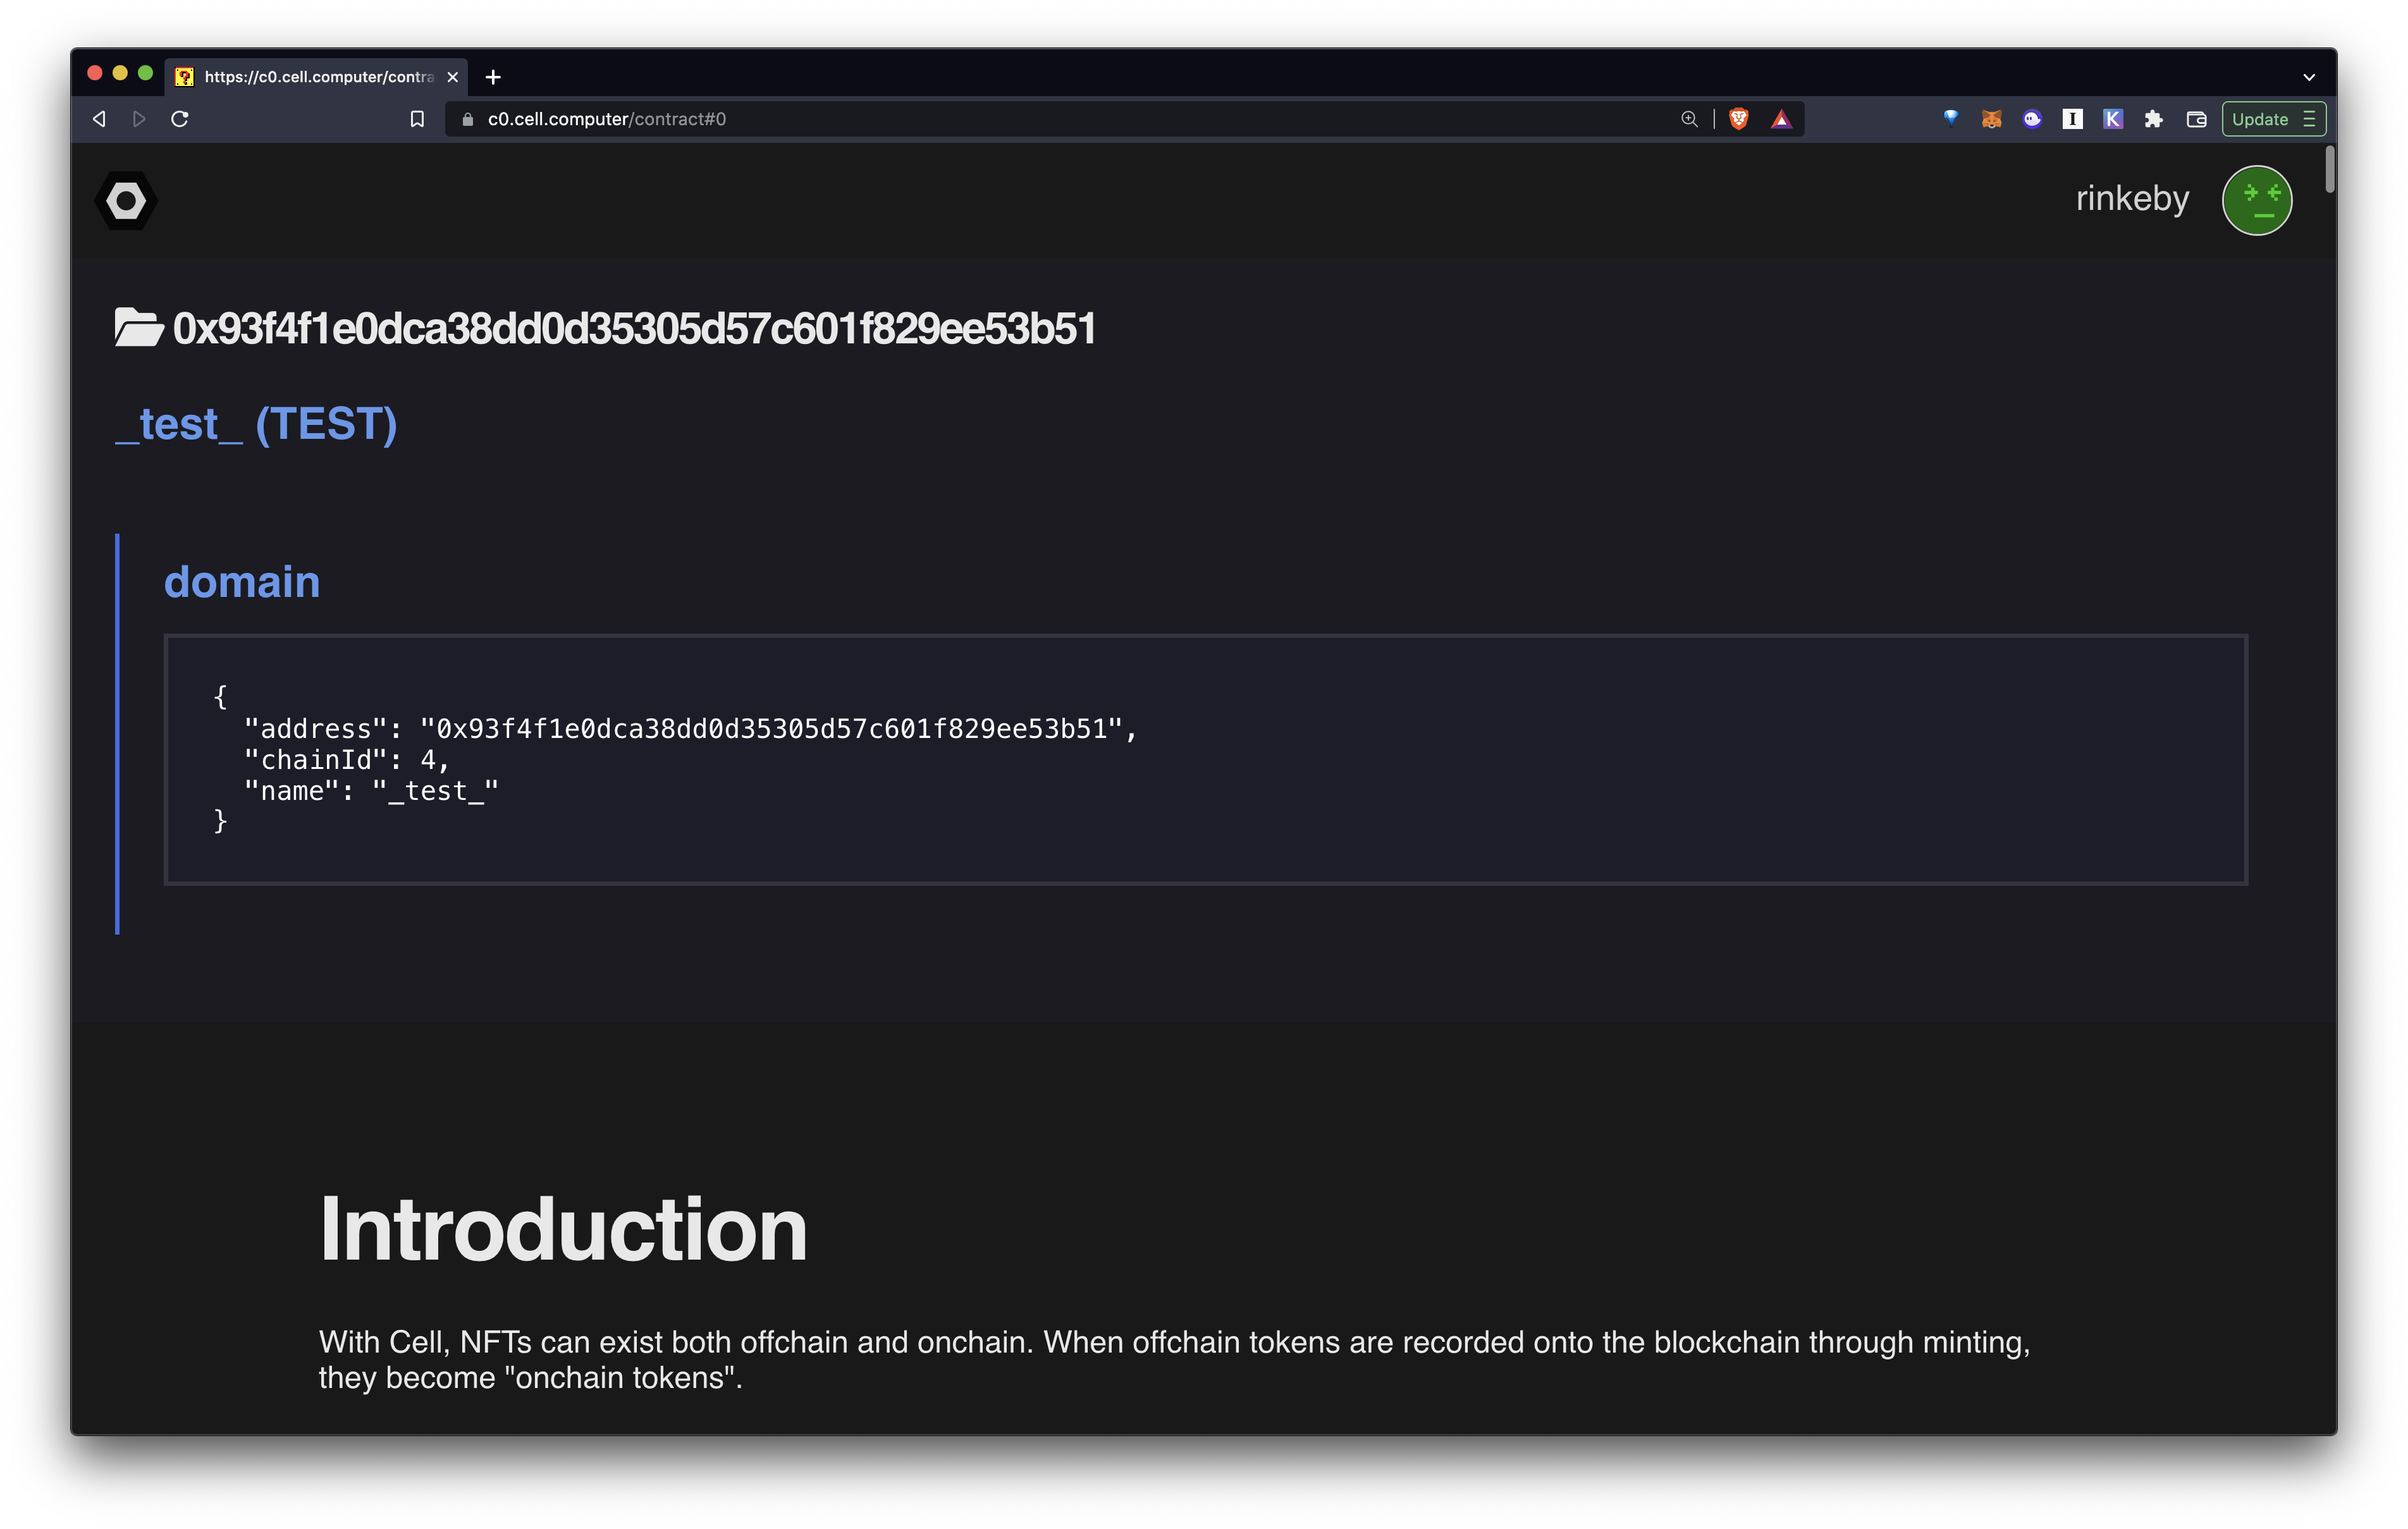 https://c0.cell.computer/contra
c0.cell.computer/contract#0
Update
rinkeby
0x93f4f1e0dca38dd0d35305d57c601f829ee53b51
_test_ (TEST)
domain
{
"address": "0x93f4f1e0dca38dd0d35305d57c601f829ee53b51",
"chainId": 4,
"name": "_test_"
}
Introduction
With Cell, NFTs can exist both offchain and onchain. When offchain tokens are recorded onto the blockchain through minting,
they become "onchain tokens".